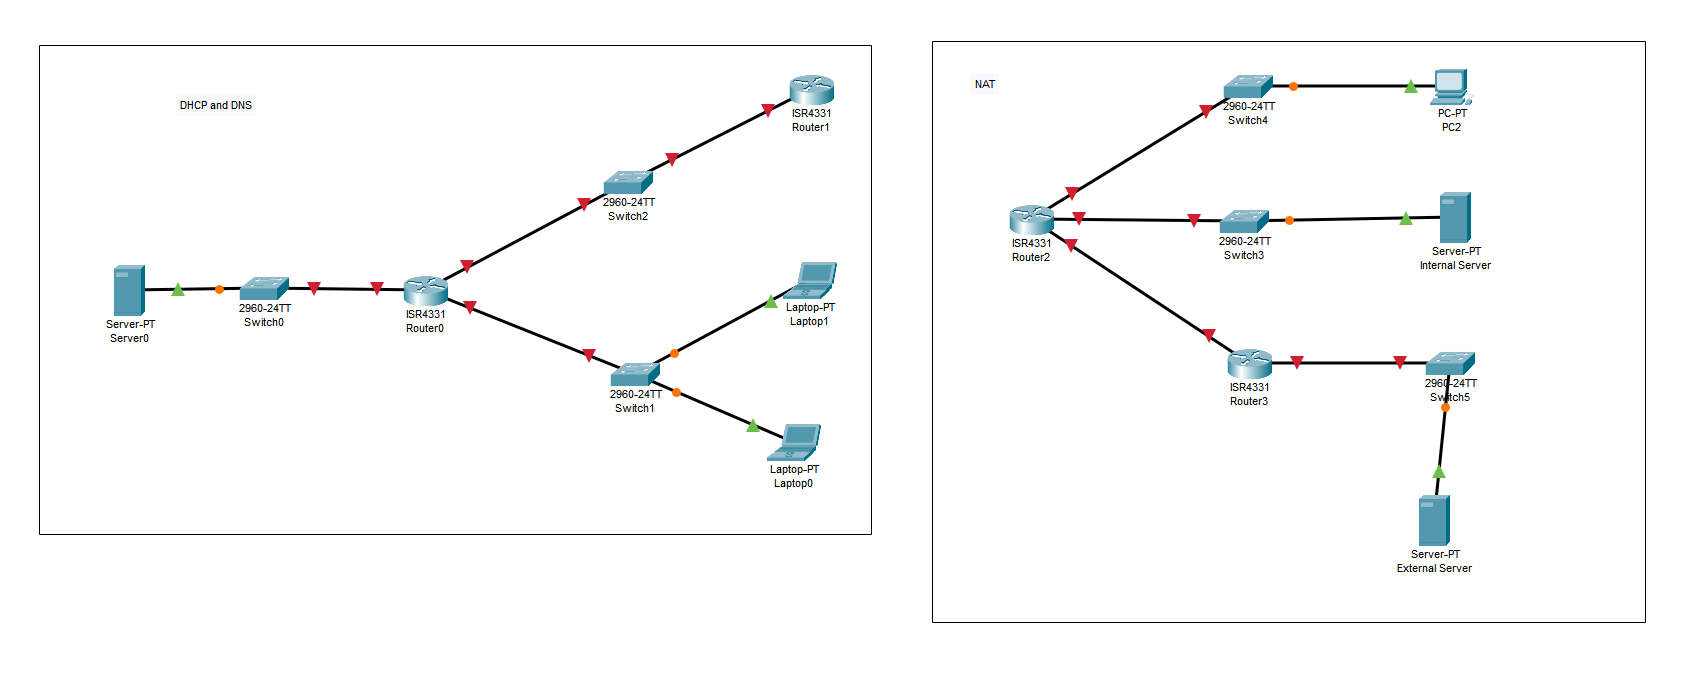 DHCP and DNS
ISR4331
Router1
2960-24TT
Switch2
Server-PT
Server0
2960-24TT
Switch0
ISR4331
Router0
Laptop-PT
Laptop1
2960-24TT
Switch1
Laptop-PT
Laptop0
NAT
2960-24TT
Switch4
PC-PT
PC2
ISR4331
Router2
2960-24TT
Switch3
Server-PT
Internal Server
ISR4331
Router3
2960-24TT
Switch5
Server-PT
External Server